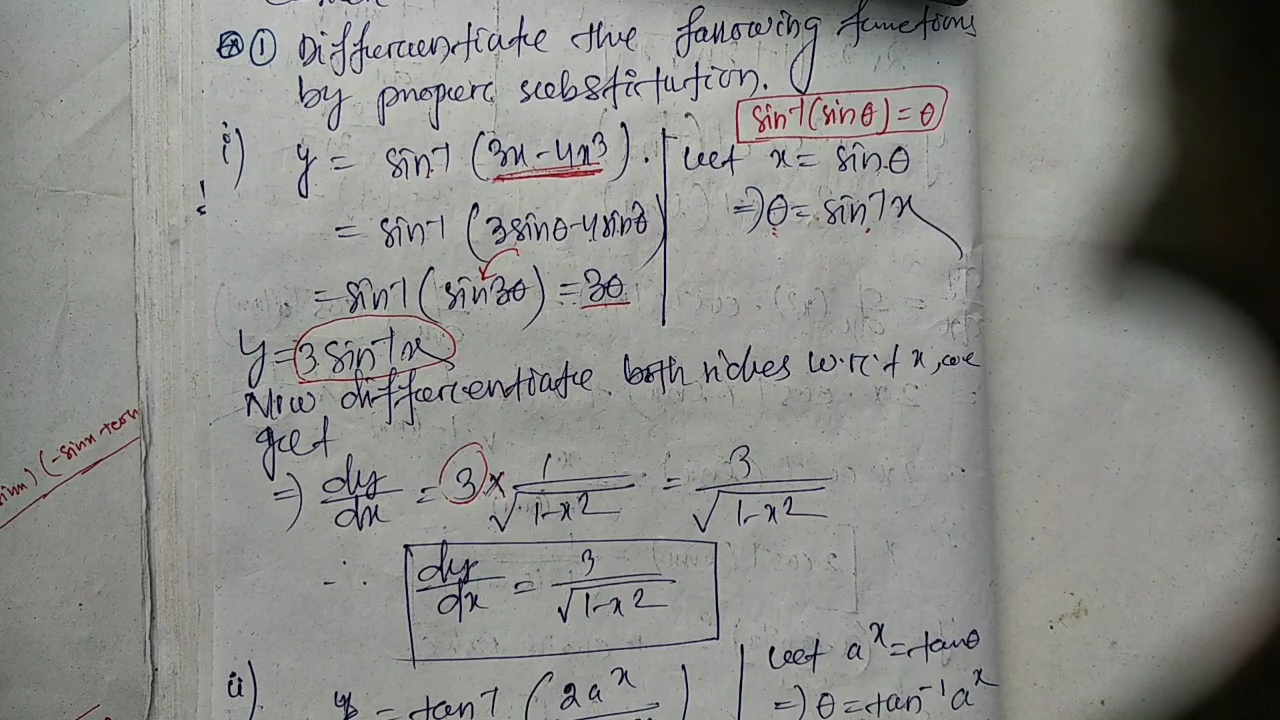 ① Differentiate the following functions
by proper substitution.
sin⁻¹(sinθ) = θ
i) y = sin⁻¹ (3x - 4x³).
Let x = sinθ
= sin⁻¹ (3sinθ - 4sin³θ)
=> θ = sin⁻¹x
= sin⁻¹ (sin3θ) = 3θ
y = 3 sin⁻¹x
Now differentiate both sides w.r.t x, we
get
=> dy/dx = 3 × 1/√1-x2 = 3/√1-x2
∴ dy/dx = 3/√1-x2
let aˣ = tanθ
ii) y = tan⁻¹ (2aˣ
=> θ = tan⁻¹aˣ